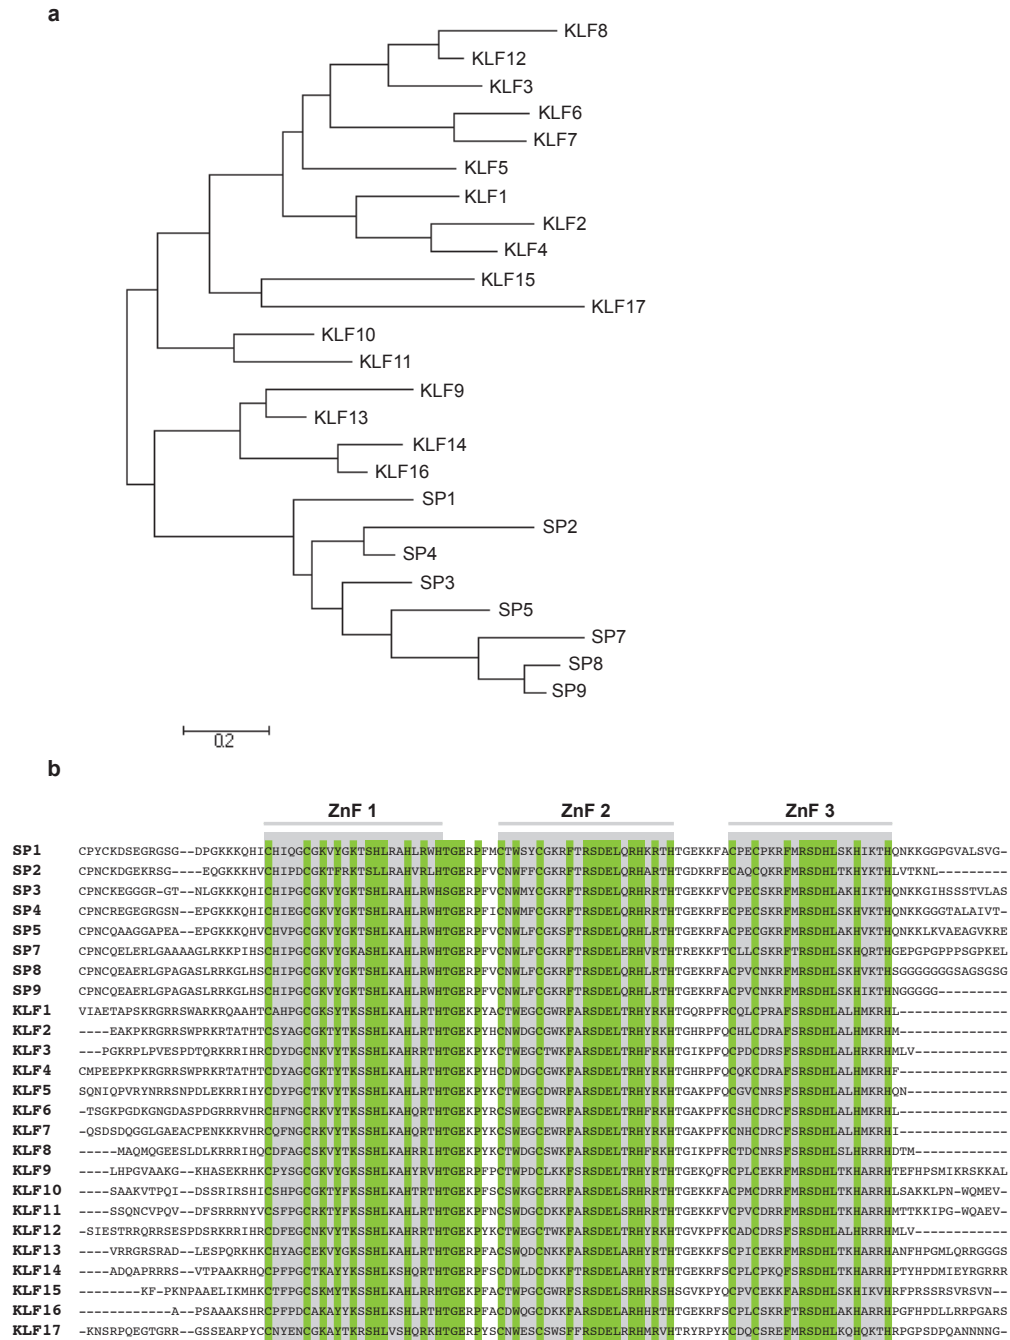 a
KLF8
KLF12
KLF3
KLF6
KLF7
KLF5
KLF1
KLF2
KLF4
KLF15
KLF17
KLF10
KLF11
KLF9
KLF13
KLF14
KLF16
SP1
SP2
SP4
SP3
SP5
SP7
SP8
SP9
0.2
b
ZnF 1 ZnF 2 ZnF 3
SP1 CPYCKDSEGRGSG--DPGKKKQHICHIQGCGKVYGKTSHLRAHLRWHTGERPFMCTWSYCGKRFTRSDELQRHKRTHTGEKKFACPECPKRFMRSDHLSKHIKTHQNKKGGPGVALSVG-
SP2 CPNCKDGEKRSG----EQGKKKHVCHIPDCGKTFRKTSLLRAHVRLHTGERPFVCNWFFCGKRFTRSDELQRHARTHTGDKRFECAQCQKRFMRSDHLTKHYKTHLVTKNL---------
SP3 CPNCKEGGGR-GT--NLGKKKQHICHIPGCGKVYGKTSHLRAHLRWHSGERPFVCNWMYCGKRFTRSDELQRHRRTHTGEKKFVCPECSKRFMRSDHLAKHIKTHQNKKGIHSSSTVLAS
SP4 CPNCREGEGRGSN--EPGKKKQHICHIEGCGKVYGKTSHLRAHLRWHTGERPFICNWMFCGKRFTRSDELQRHRRTHTGEKRFECPECSKRFMRSDHLSKHVKTHQNKKGGGTALAIVT-
SP5 CPNCQAAGGAPEA--EPGKKKQHVCHVPGCGKVYGKTSHLKAHLRWHTGERPFVCNWLFCGKSFTRSDELQRHLRTHTGEKRFACPECGKRFMRSDHLAKHVKTHQNKKLKVAEAGVKRE
SP7 CPNCQELERLGAAAAGLRKKPIHSCHIPGCGKVYGKASHLKAHLRWHTGERPFVCNWLFCGKRFTRSDELERHVRTHTREKKFTCLLCSKRFTRSDHLSKHQRTHGEPGPGPPPSGPKEL
SP8 CPNCQEAERLGPAGASLRRKGLHSCHIPGCGKVYGKTSHLKAHLRWHTGERPFVCNWLFCGKRFTRSDELQRHLRTHTGEKRFACPVCNKRFMRSDHLSKHVKTHSGGGGGGGSAGSGSG
SP9 CPNCQEAERLGPAGASLRRKGLHSCHIPGCGKVYGKTSHLKAHLRWHTGERPFVCNWLFCGKRFTRSDELQRHLRTHTGEKRFACPVCNKRFMRSDHLSKHIKTHNGGGGG---------
KLF1 VIAETAPSKRGRRSWARKRQAAHTCAHPGCGKSYTKSSHLKAHLRTHTGEKPYACTWEGCGWRFARSDELTRHYRKHTGQRPFRCQLCPRAFSRSDHLALHMKRHL--------------
KLF2 ----EAKPKRGRRSWPRKRTATHTCSYAGCGKTYTKSSHLKAHLRTHTGEKPYHCNWDGCGWKFARSDELTRHYRKHTGHRPFQCHLCDRAFSRSDHLALHMKRHM--------------
KLF3 ---PGKRPLPVESPDTQRKRRIHRCDYDGCNKVYTKSSHLKAHRRTHTGEKPYKCTWEGCTWKFARSDELTRHFRKHTGIKPFQCPDCDRSFSRSDHLALHRKRHMLV------------
KLF4 CMPEEPKPKRGRRSWPRKRTATHTCDYAGCGKTYTKSSHLKAHLRTHTGEKPYHCDWDGCGWKFARSDELTRHYRKHTGHRPFQCQKCDRAFSRSDHLALHMKRHF--------------
KLF5 SQNIQPVRYNRRSNPDLEKRRIHYCDYPGCTKVYTKSSHLKAHLRTHTGEKPYKCTWEGCDWRFARSDELTRHYRKHTGAKPFQCGVCNRSFSRSDHLALHMKRHQN-------------
KLF6 -TSGKPGDKGNGDASPDGRRRVHRCHFNGCRKVYTKSSHLKAHQRTHTGEKPYRCSWEGCEWRFARSDELTRHFRKHTGAKPFKCSHCDRCFSRSDHLALHMKRHL--------------
KLF7 -QSDSDQGGLGAEACPENKKRVHRCQFNGCRKVYTKSSHLKAHQRTHTGEKPYKCSWEGCEWRFARSDELTRHYRKHTGAKPFKCNHCDRCFSRSDHLALHMKRHI--------------
KLF8 -----MAQMQGEESLDLKRRRIHQCDFAGCSKVYTKSSHLKAHRRIHTGEKPYKCTWDGCSWKFARSDELTRHFRKHTGIKPFRCTDCNRSFSRSDHLSLHRRRHDTM------------
KLF9 ----LHPGVAAKG--KHASEKRHKCPYSGCGKVYGKSSHLKAHYRVHTGERPFPCTWPDCLKKFSRSDELTRHYRTHTGEKQFRCPLCEKRFMRSDHLTKHARRHTEFHPSMIKRSKKAL
KLF10 ----SAAKVTPQI--DSSRIRSHICSHPGCGKTYFKSSHLKAHTRTHTGEKPFSCSWKGCERRFARSDELSRHRRTHTGEKKFACPMCDRRFMRSDHLTKHARRHLSAKKLPN-WQMEV-
KLF11 ----SSQNCVPQV--DFSRRRNYVCSFPGCRKTYFKSSHLKAHLRTHTGEKPFNCSWDGCDKKFARSDELSRHRRTHTGEKKFVCPVCDRRFMRSDHLTKHARRHMTTKKIPG-WQAEV-
KLF12 -SIESTRRQRRSESPDSRKRRIHRCDFEGCNKVYTKSSHLKAHRRTHTGEKPYKCTWEGCTWKFARSDELTRHYRKHTGVKPFKCADCDRSFSRSDHLALHRRRHMLV------------
KLF13 ----VRRGRSRAD--LESPQRKHKCHYAGCEKVYGKSSHLKAHLRTHTGERPFACSWQDCNKKFARSDELARHYRTHTGEKKFSCPICEKRFMRSDHLTKHARRHANFHPGMLQRRGGGS
KLF14 ----ADQAPRRRS--VTPAAKRHQCPFPGCTKAYYKSSHLKSHQRTHTGERPFSCDWLDCDKKFTRSDELARHYRTHTGEKRFSCPLCPKQFSRSDHLTKHARRHPTYHPDMIEYRGRRR
KLF15 --------KF-PKNPAAELIKMHKCTFPGCSKMYTKSSHLKAHLRRHTGEKPFACTWPGCGWRFSRSDELSRHRRSHSGVKPYQCPVCEKKFARSDHLSKHIKVHRFPRSSRSVRSVN--
KLF16 ------------A--PSAAAKSHRCPFPDCAKAYYKSSHLKSHLRTHTGERPFACDWQGCDKKFARSDELARHHRTHTGEKRFSCPLCSKRFTRSDHLAKHARRHPGFHPDLLRRPGARS
KLF17 -KNSRPQEGTGRR--GSSEARPYCCNYENCGKAYTKRSHLVSHQRKHTGERPYSCNWESCSWSFFRSDELRRHMRVHTRYRPYKCDQCSREFMRSDHLKQHQKTHRPGPSDPQANNNNG-